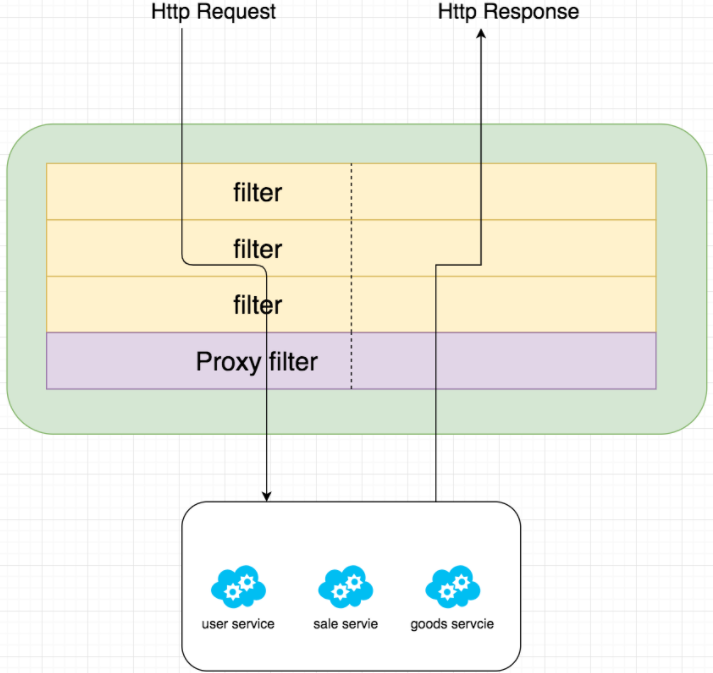 Http Request
Http Response
filter
filter
filter
Proxy filter
user service
sale servie
goods servcie